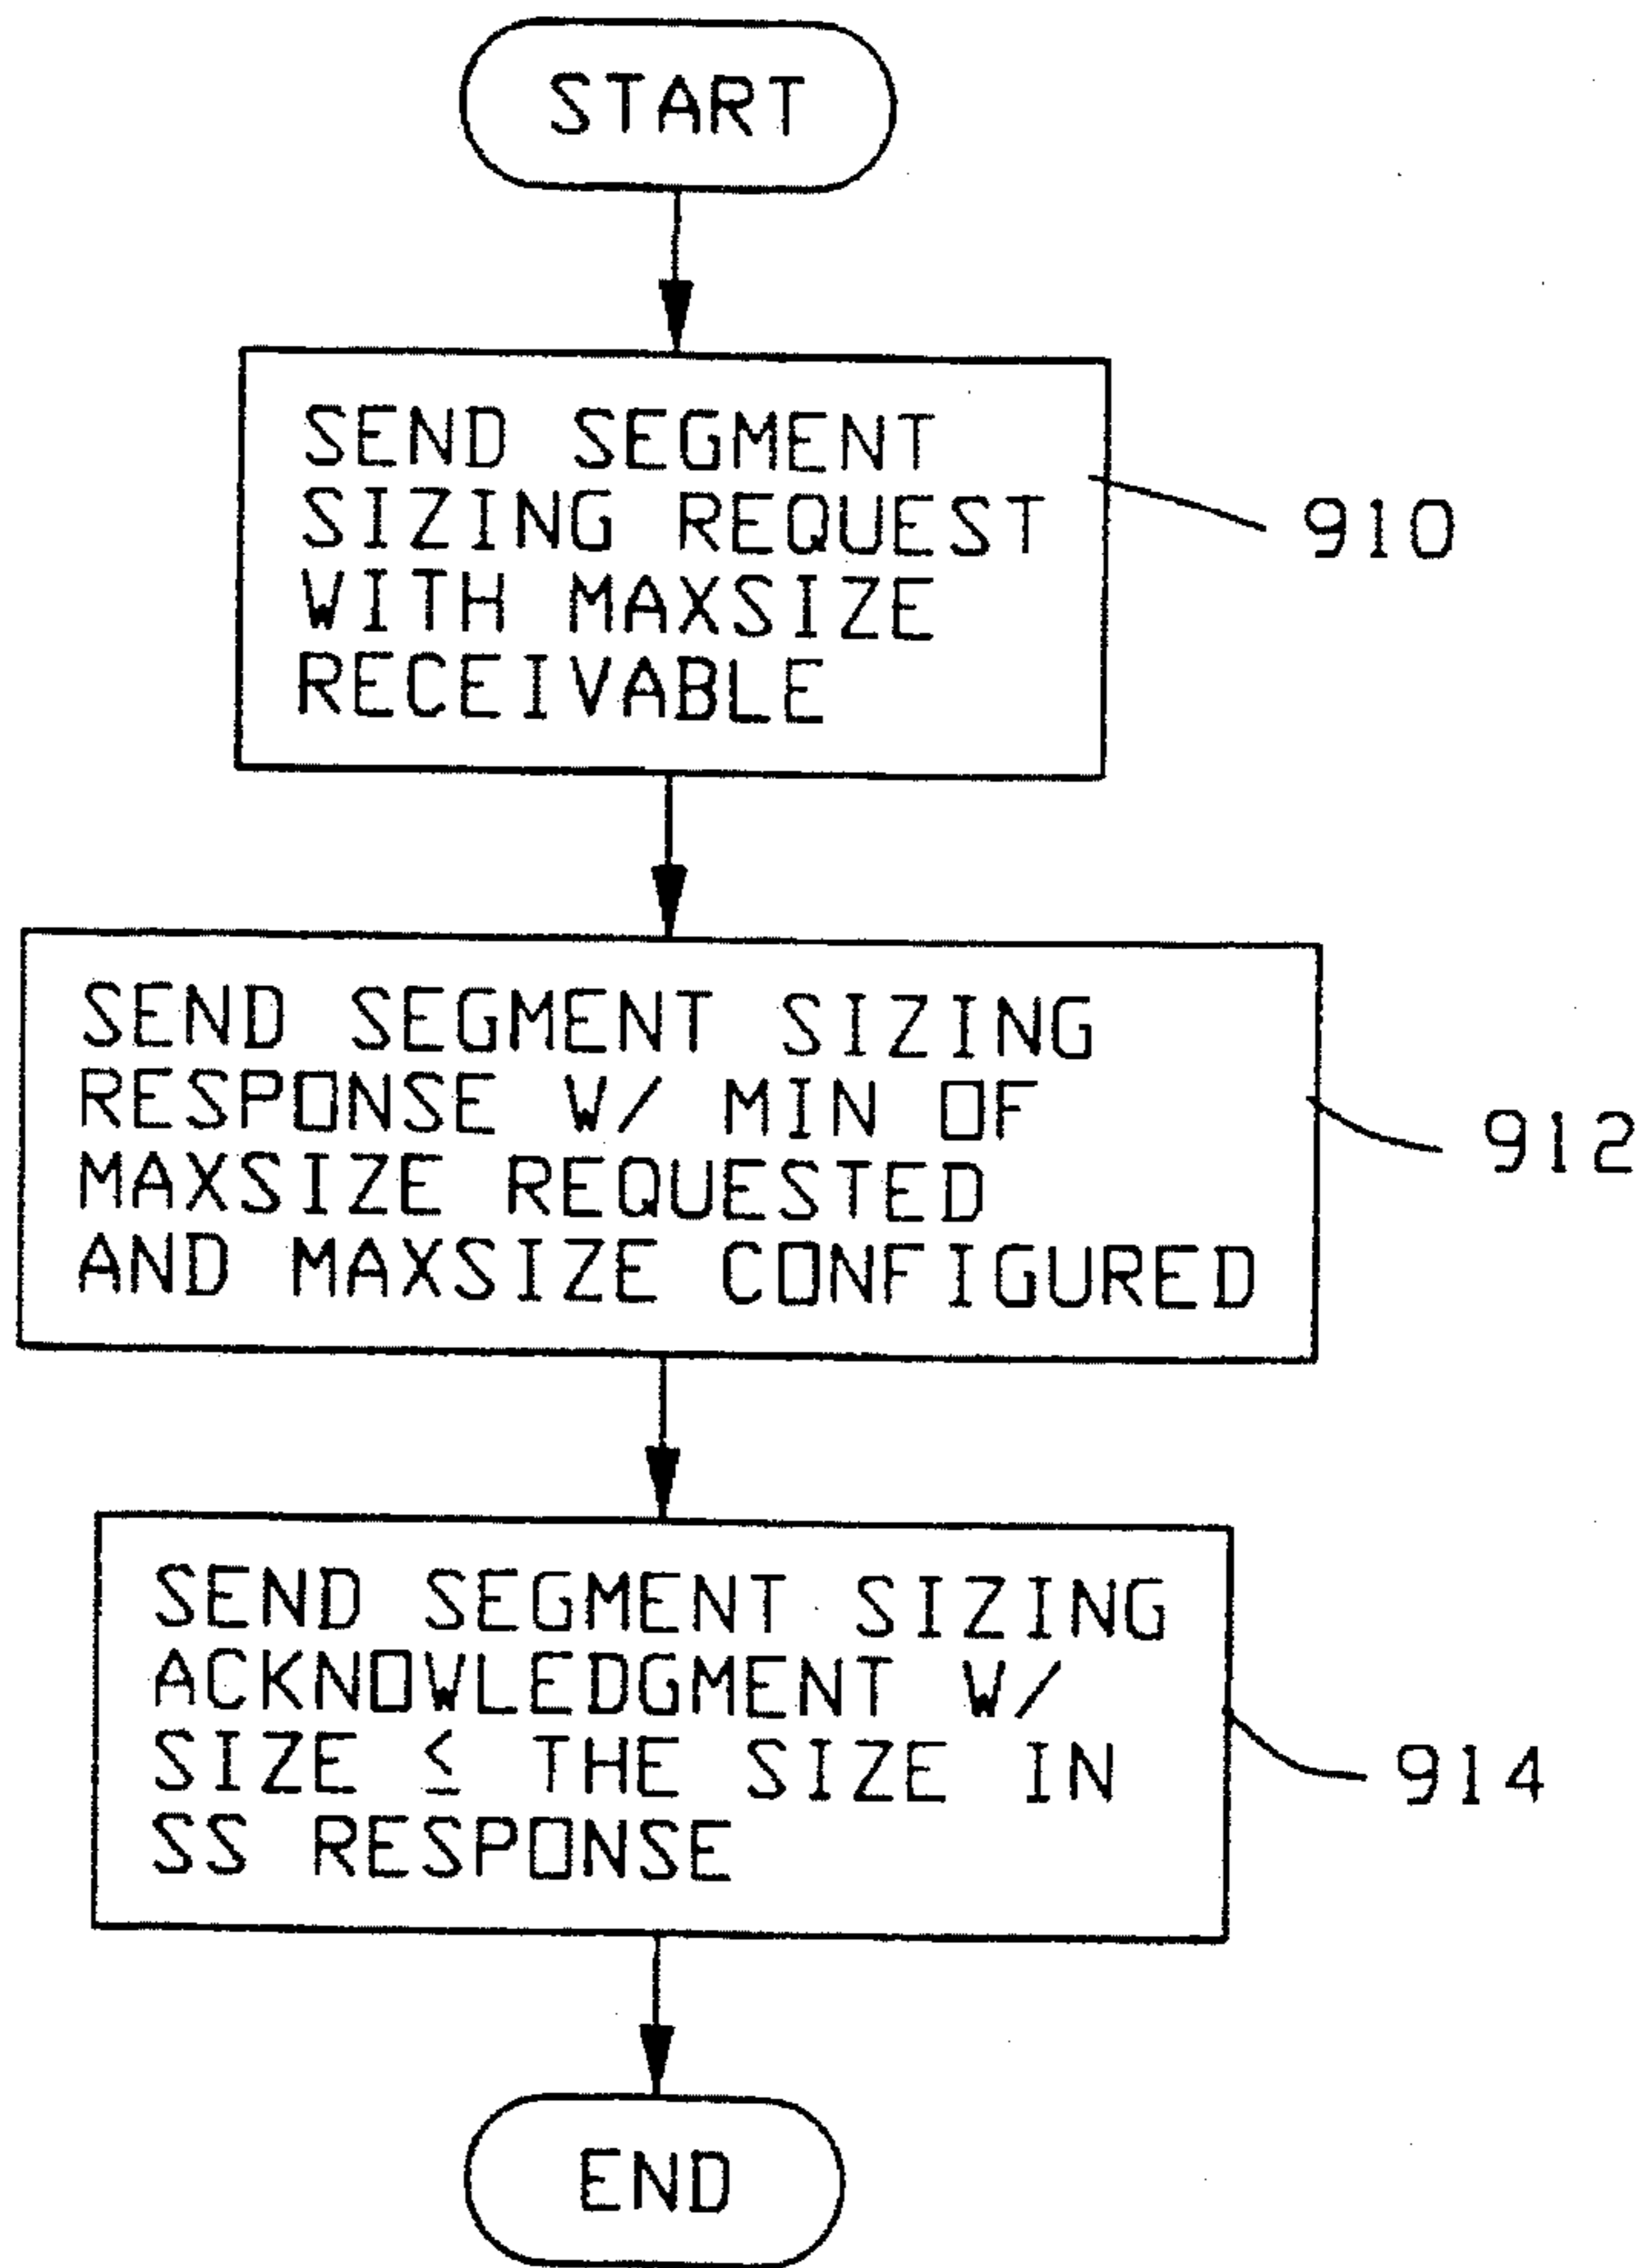 START
SEND SEGMENT
SIZING REQUEST
WITH MAXSIZE
RECEIVABLE
910
SEND SEGMENT SIZING
RESPONSE W/ MIN OF
MAXSIZE REQUESTED
AND MAXSIZE CONFIGURED
912
SEND SEGMENT SIZING
ACKNOWLEDGMENT W/
SIZE ≤ THE SIZE IN
SS RESPONSE
914
END